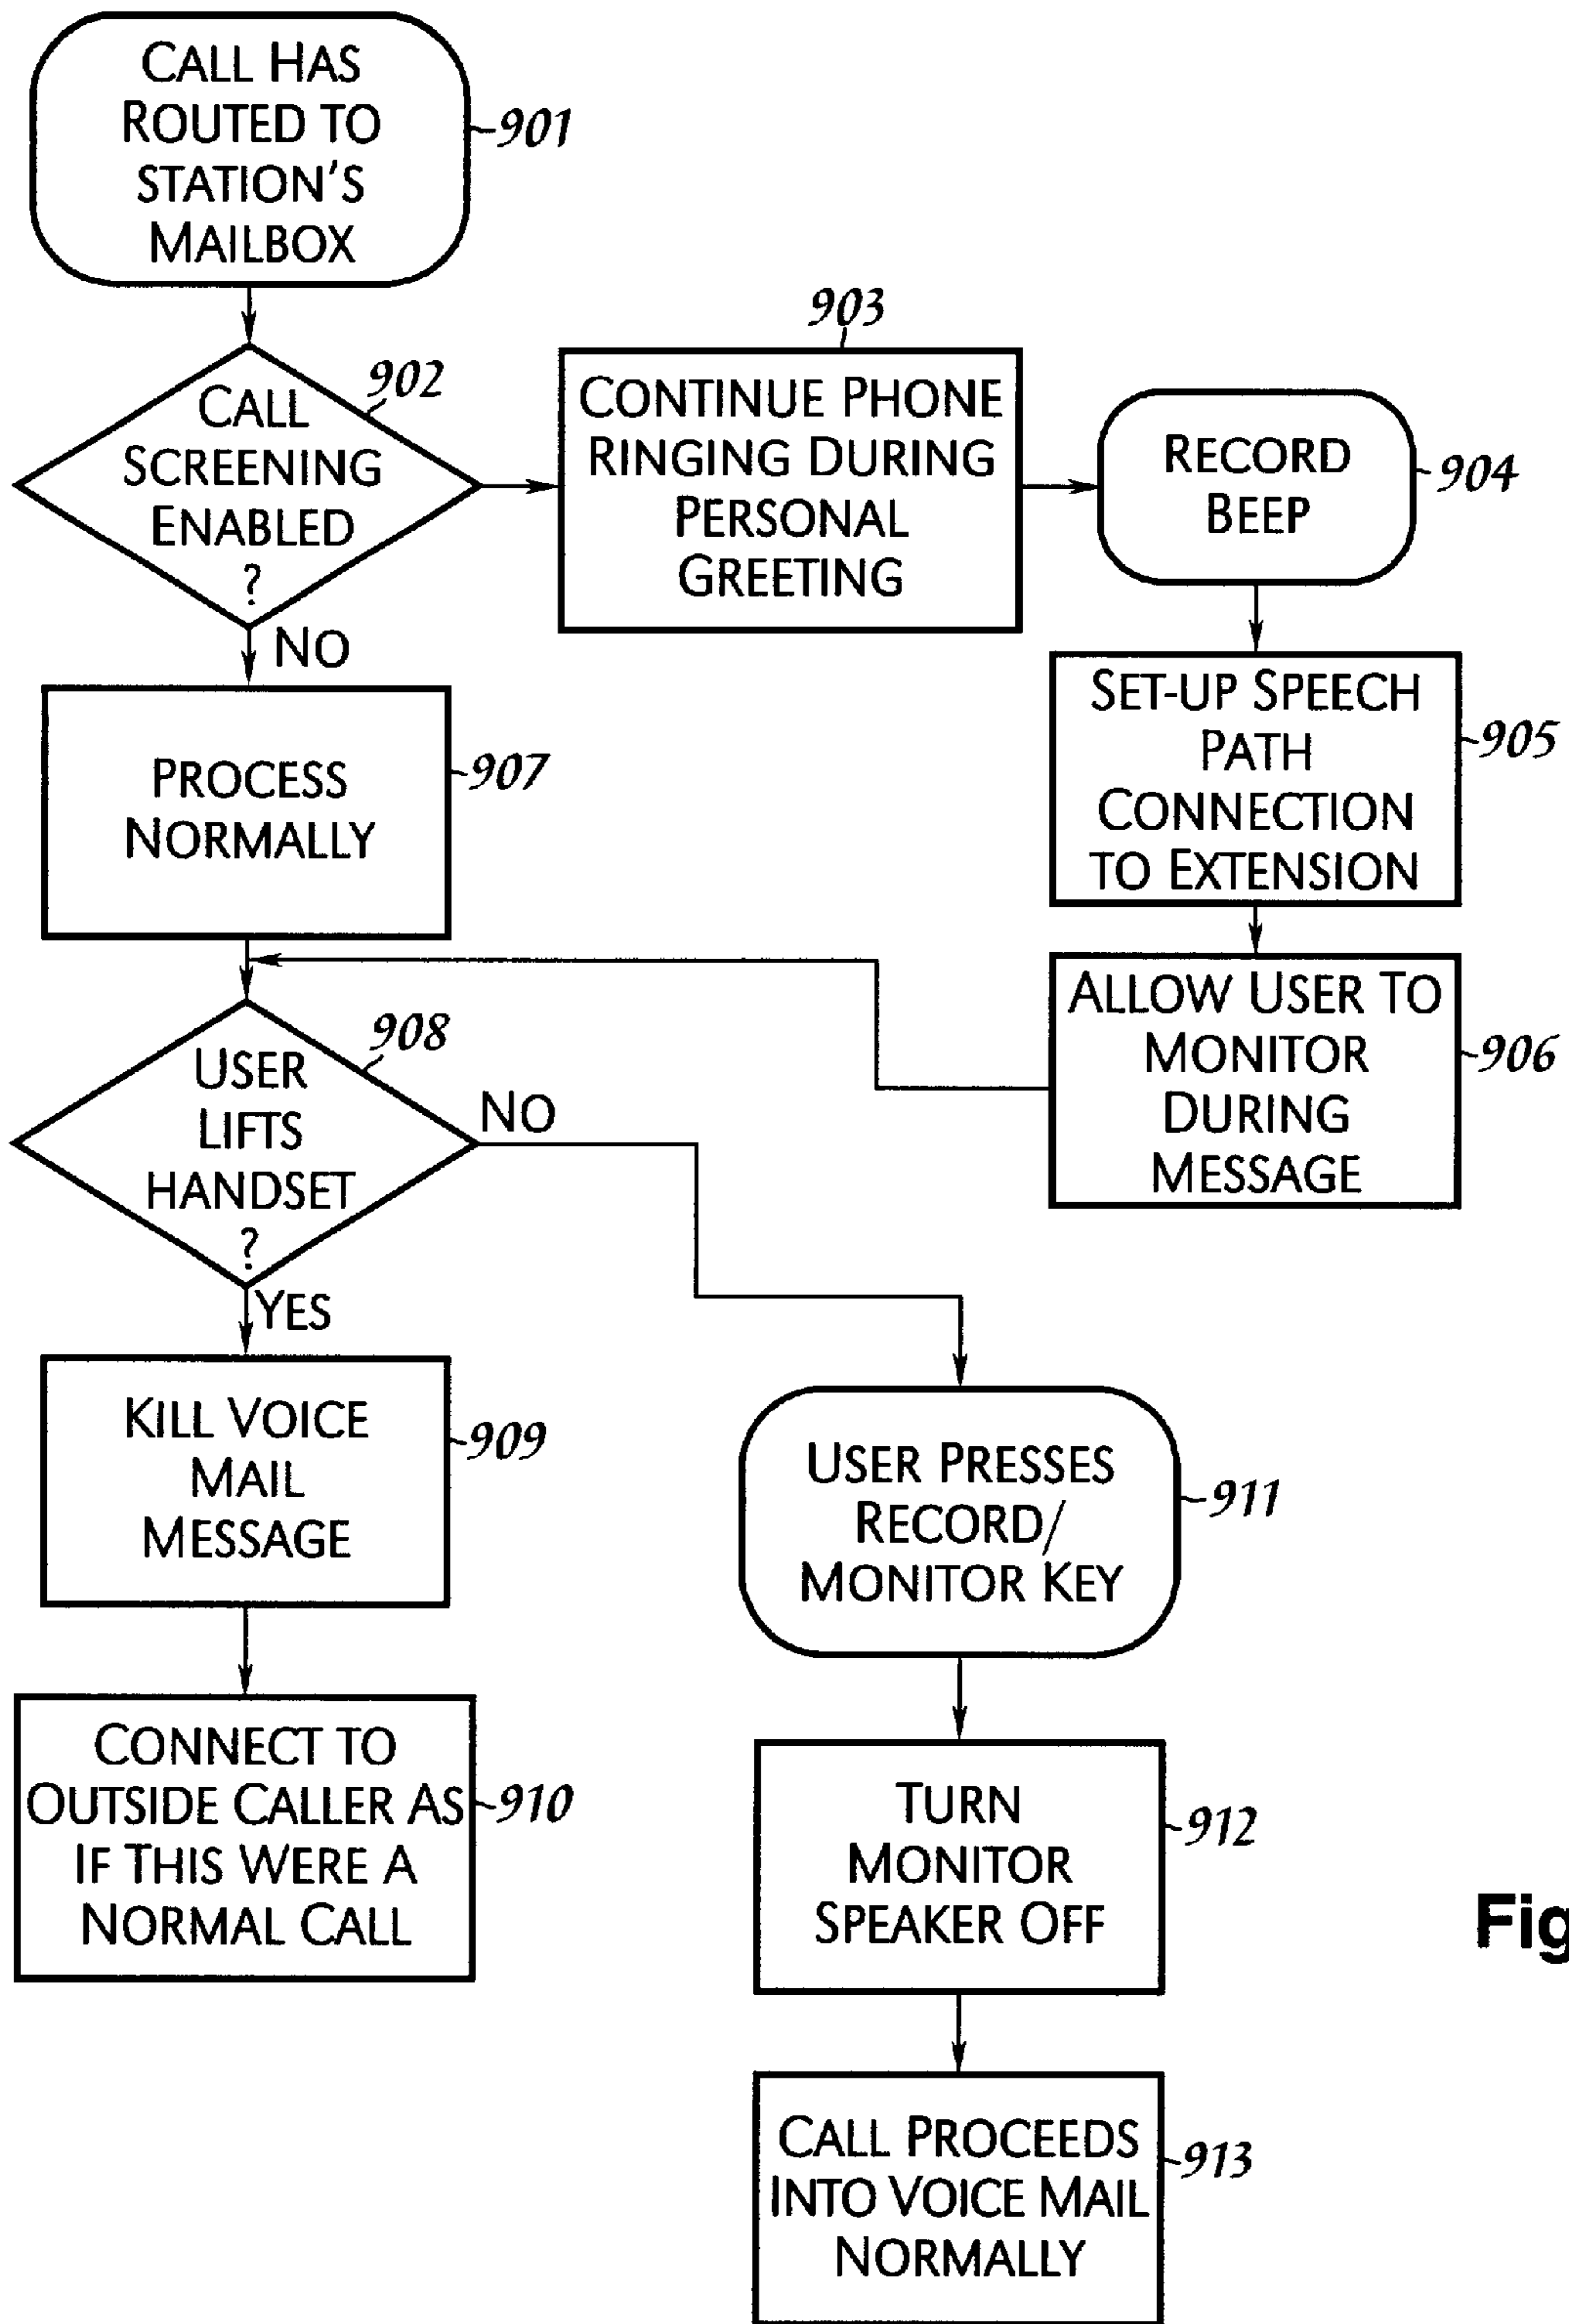 CALL HAS
ROUTED TO
STATION'S
MAILBOX
901
CALL
SCREENING
ENABLED
?
902
NO
CONTINUE PHONE
RINGING DURING
PERSONAL
GREETING
903
RECORD
BEEP
904
SET-UP SPEECH
PATH
CONNECTION
TO EXTENSION
905
ALLOW USER TO
MONITOR
DURING
MESSAGE
906
PROCESS
NORMALLY
907
USER
LIFTS
HANDSET
?
908
NO
YES
KILL VOICE
MAIL
MESSAGE
909
CONNECT TO
OUTSIDE CALLER AS
IF THIS WERE A
NORMAL CALL
910
USER PRESSES
RECORD/
MONITOR KEY
911
TURN
MONITOR
SPEAKER OFF
912
CALL PROCEEDS
INTO VOICE MAIL
NORMALLY
913
Fig